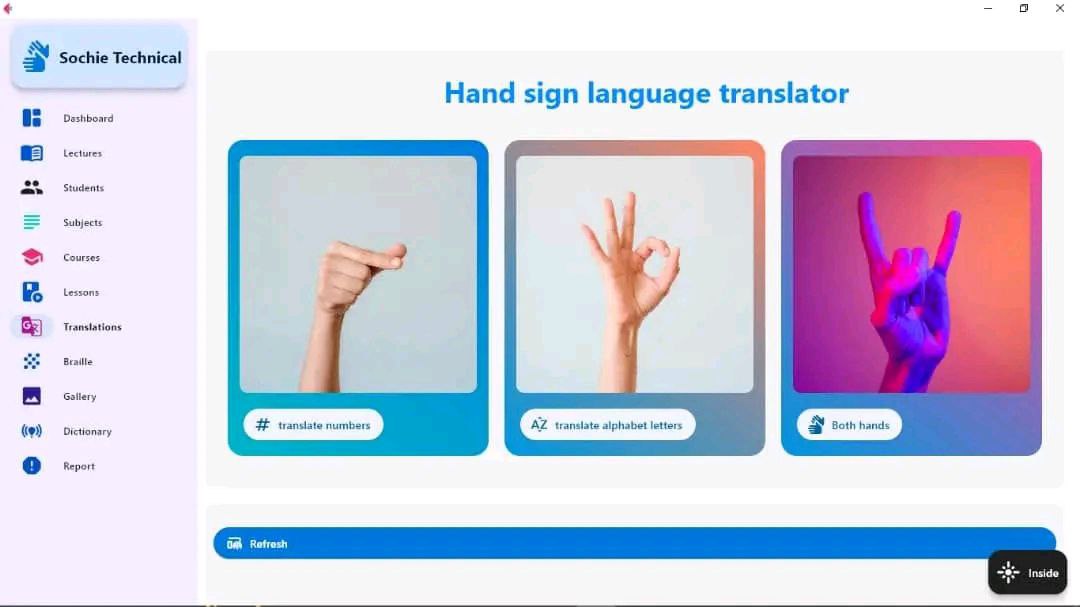 Sochie Technical
Hand sign language translator
Dashboard
Lectures
Students
Subjects
Courses
Lessons
Translations
Braille
Gallery
Dictionary
Report
# translate numbers
AZ translate alphabet letters
Both hands
Refresh
Inside